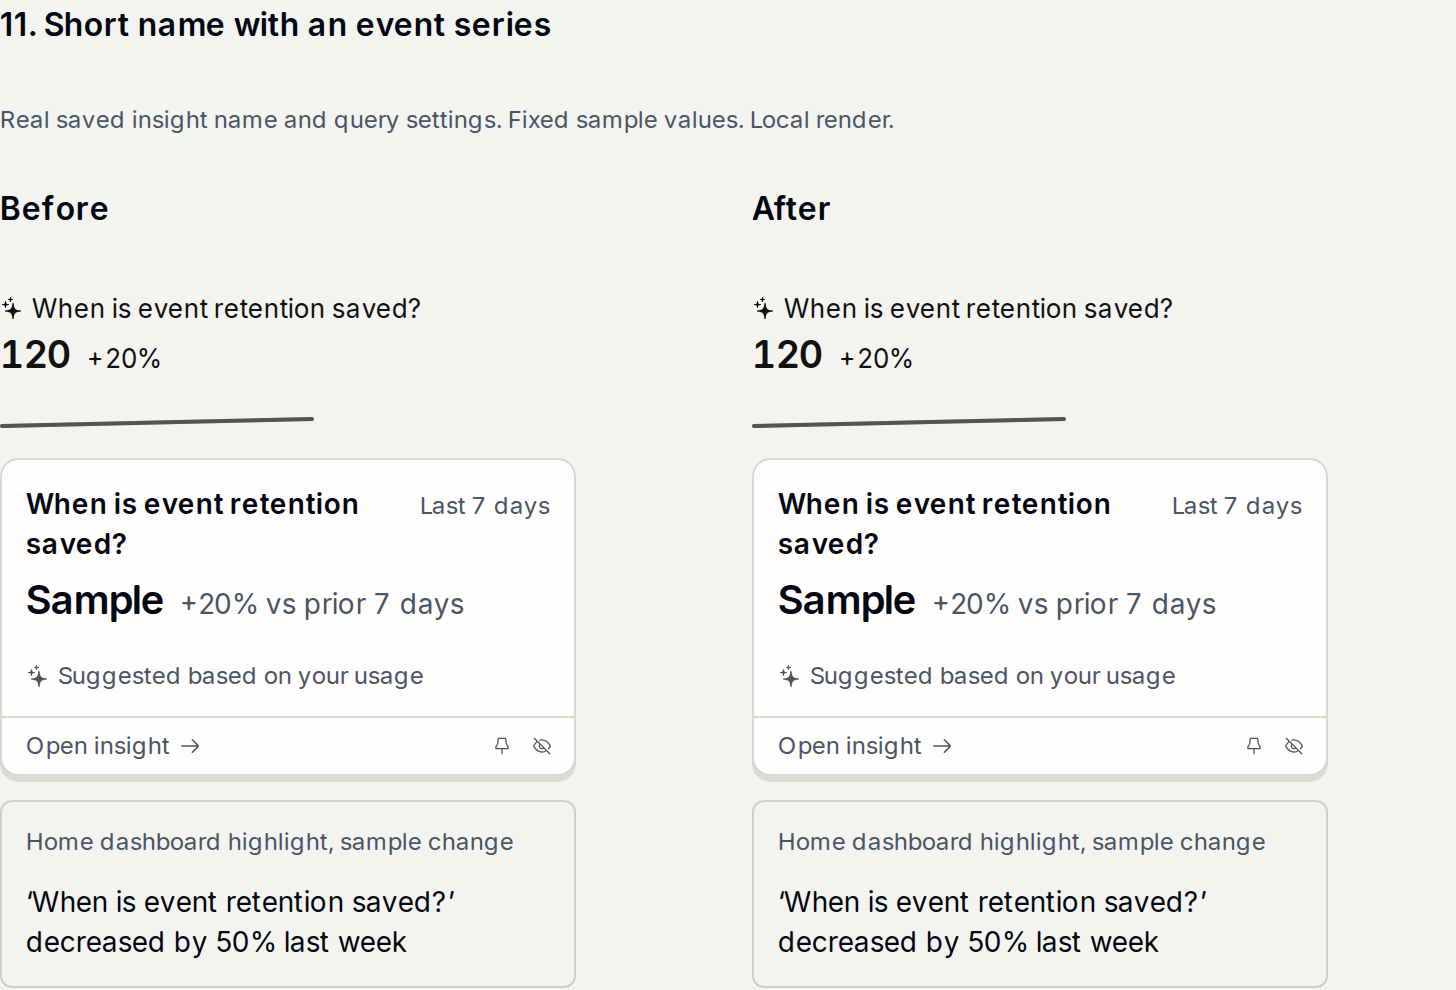 11. Short name with an event series
Real saved insight name and query settings. Fixed sample values. Local render.
Before
When is event retention saved?
120 +20%
When is event retention
saved?
Last 7 days
Sample +20% vs prior 7 days
Suggested based on your usage
Open insight →
Home dashboard highlight, sample change
‘When is event retention saved?’
decreased by 50% last week
After
When is event retention saved?
120 +20%
When is event retention
saved?
Last 7 days
Sample +20% vs prior 7 days
Suggested based on your usage
Open insight →
Home dashboard highlight, sample change
‘When is event retention saved?’
decreased by 50% last week